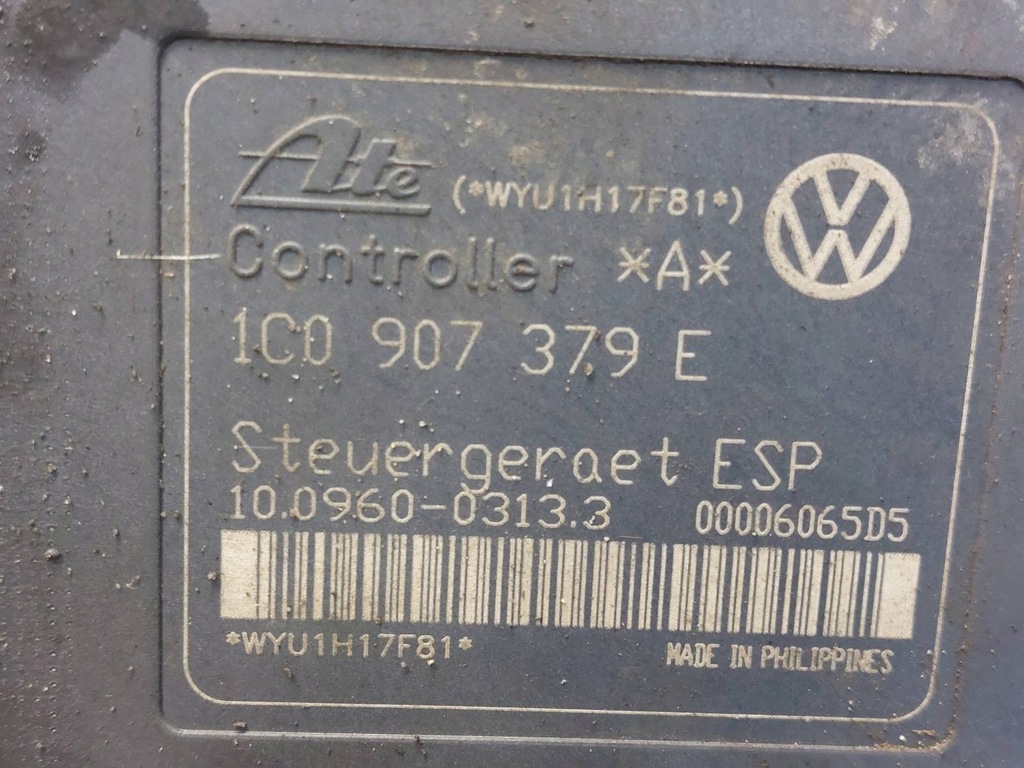 Ate (*WYU1H17F81*)
Controller *A*
1C0 907 379 E
Steuergeraet ESP
10.0960-0313.3 00006065D5
*WYU1H17F81* MADE IN PHILIPPINES